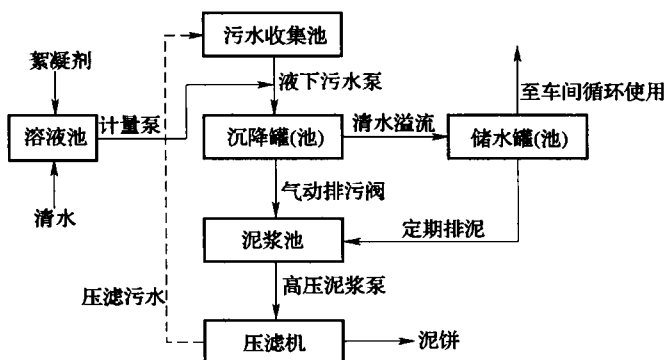 污水收集池
絮凝剂
液下污水泵
至车间循环使用
计量泵
溶液池
沉降罐(池)
清水溢流
储水罐(池)
清水
气动排污阀
泥浆池
定期排泥
高压泥浆泵
压滤污水
压滤机
泥饼